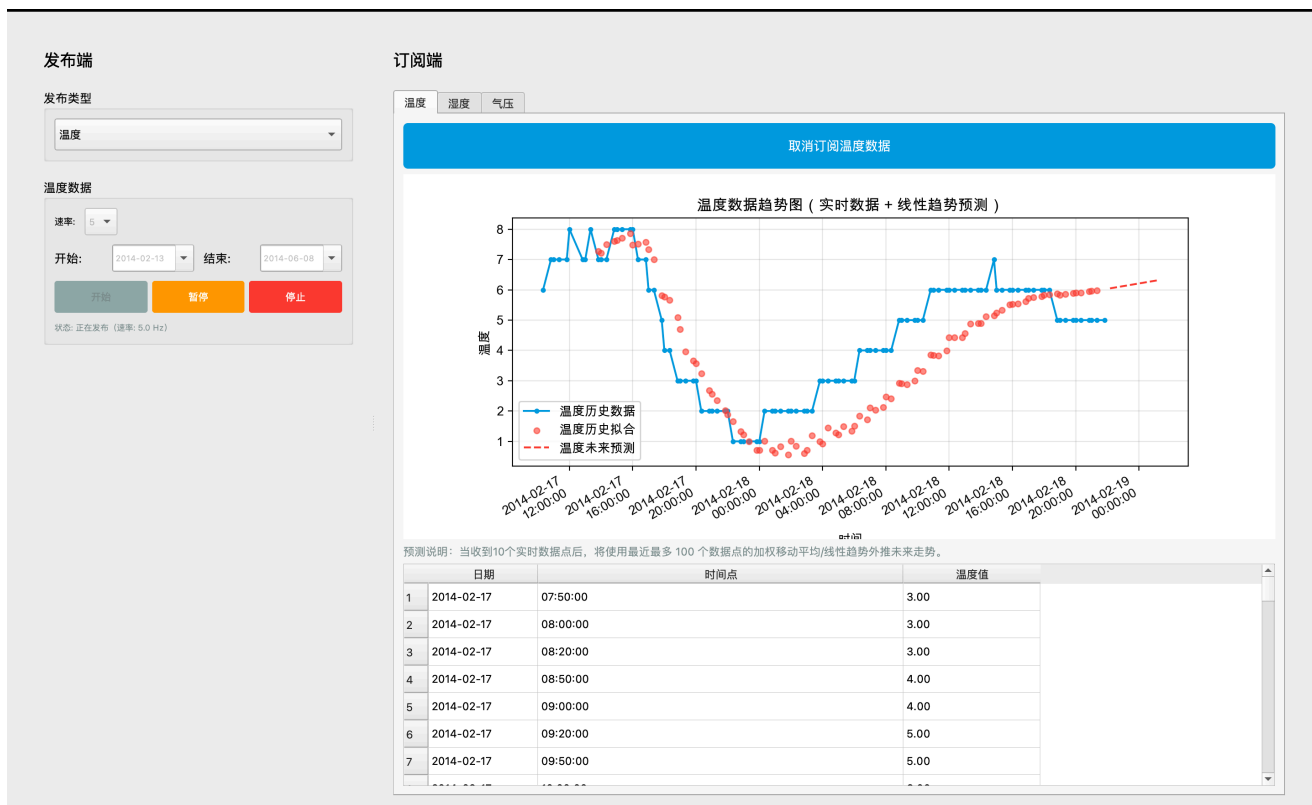 发布端
发布类型
温度
温度数据
速率: 5
开始: 2014-02-13 结束: 2014-06-08
开始 暂停 停止
状态: 正在发布（速率: 5.0 Hz）
订阅端
温度 湿度 气压
取消订阅温度数据
温度数据趋势图（实时数据 + 线性趋势预测）
8
7
6
5
4
3
2
1
温度
温度历史数据
温度历史拟合
温度未来预测
2014-02-17 12:00:00
2014-02-17 16:00:00
2014-02-17 20:00:00
2014-02-18 00:00:00
2014-02-18 04:00:00
2014-02-18 08:00:00
2014-02-18 12:00:00
2014-02-18 16:00:00
2014-02-18 20:00:00
2014-02-19 00:00:00
时间
预测说明：当收到10个实时数据点后，将使用最近最多 100 个数据点的加权移动平均/线性趋势外推未来走势。
日期 时间点 温度值
1 2014-02-17 07:50:00 3.00
2 2014-02-17 08:00:00 3.00
3 2014-02-17 08:20:00 3.00
4 2014-02-17 08:50:00 4.00
5 2014-02-17 09:00:00 4.00
6 2014-02-17 09:20:00 5.00
7 2014-02-17 09:50:00 5.00